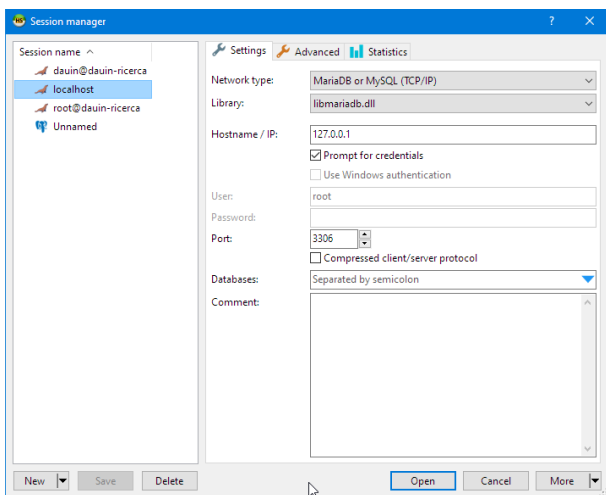 HS Session manager ? ✕
Session name
dauin@dauin-ricerca
localhost
root@dauin-ricerca
Unnamed
Settings Advanced Statistics
Network type: MariaDB or MySQL (TCP/IP)
Library: libmariadb.dll
Hostname / IP: 127.0.0.1
Prompt for credentials
Use Windows authentication
User: root
Password:
Port: 3306
Compressed client/server protocol
Databases: Separated by semicolon
Comment:
New Save Delete Open Cancel More